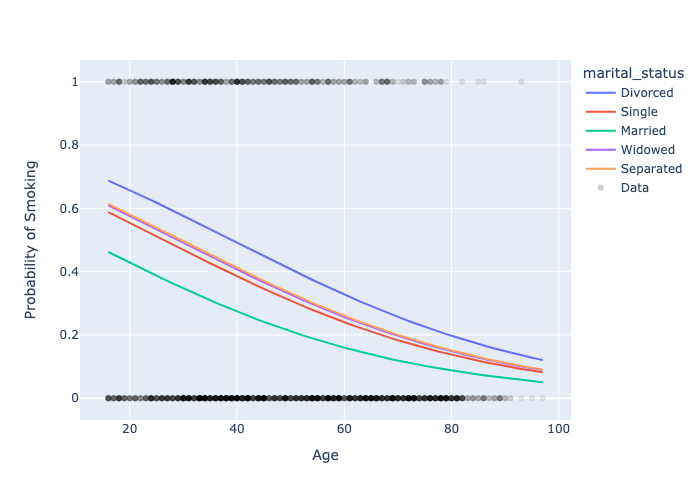 marital_status
Divorced
Single
Married
Widowed
Separated
Data
Probability of Smoking
1
0.8
0.6
0.4
0.2
0
20 40 60 80 100
Age